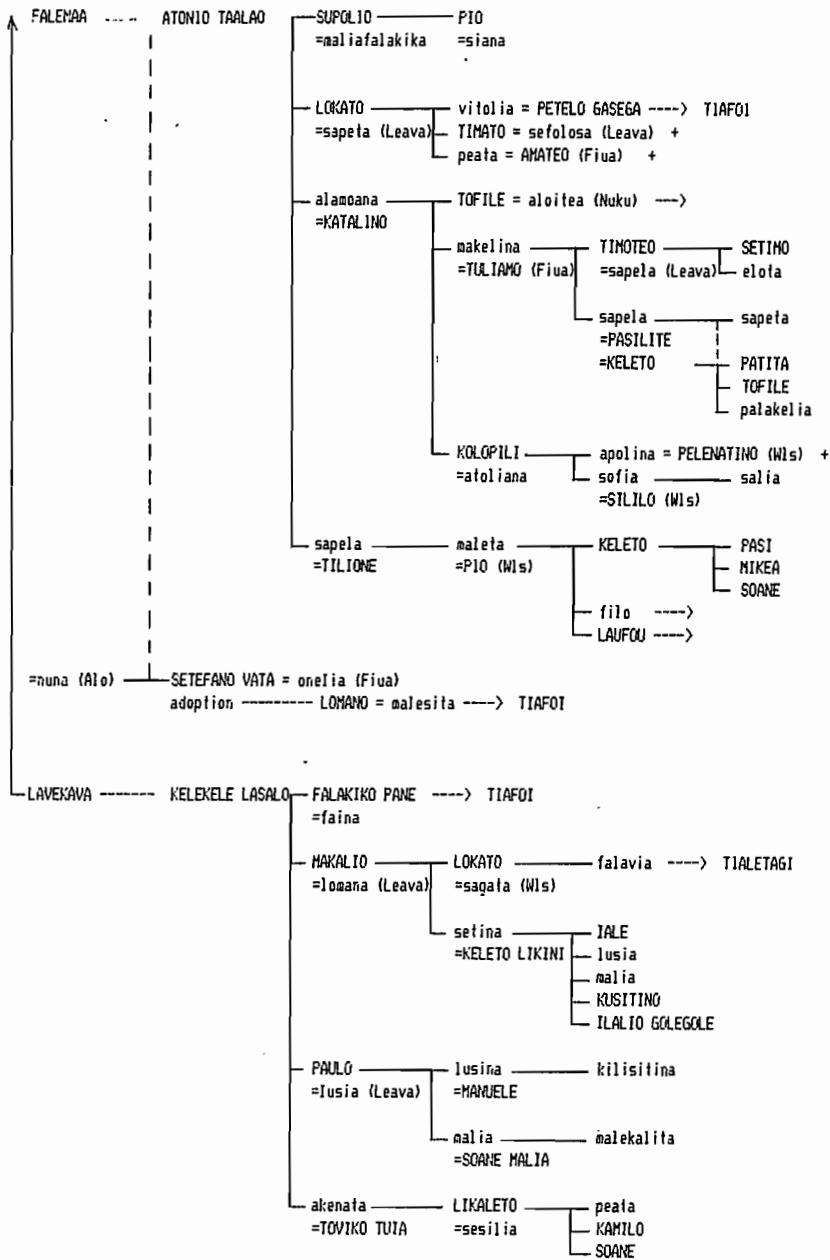 FALEMAA ---- ATONIO TAALAO SUPOLIO PIO
=maliafalakika =siana
LOKATO vitolia = PETELO GASEGA ----> TIAFOI
=sapeta (Leava) TIMATO = sefolosa (Leava) +
peata = AMATEO (Fiua) +
alamoana TOFILE = aloitea (Nuku) --->
=KATALINO
makelina TIMOTEO SETIMO
=TULIAMO (Fiua) =sapela (Leava) elota
sapela sapeta
=PASILITE
=KELETO PATITA
TOFILE
palakelia
KOLOPILI apolina = PELENATINO (Wls) +
=atoliana sofia salia
=SILILO (Wls)
sapela maleta KELETO PASI
=TILIONE =PIO (Wls) MIKEA
SOANE
filo --->
LAUFOU --->
=nuna (Alo) SETEFANO VATA = onelia (Fiua)
adoption --------- LOMANO = malesita ----> TIAFOI
LAVEKAVA ------- KELEKELE LASALO FALAKIKO PANE ----> TIAFOI
=faina
MAKALIO LOKATO falavia ----> TIALETAGI
=lomana (Leava) =sagata (Wls)
setina IALE
=KELETO LIKINI lusia
malia
KUSITINO
ILALIO GOLEGOLE
PAULO lusina kilisitina
=lusia (Leava) =MANUELE
malia malekalita
=SOANE MALIA
akenata LIKALETO peata
=TOVIKO TUIA =sesilia KAMILO
SOANE